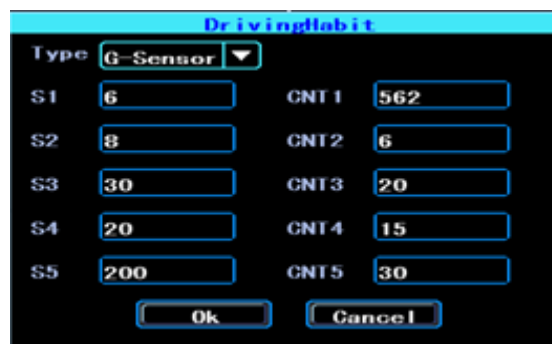 DrivingHabit
Type G-Sensor
S1 6 CNT1 562
S2 8 CNT2 6
S3 30 CNT3 20
S4 20 CNT4 15
S5 200 CNT5 30
Ok Cancel